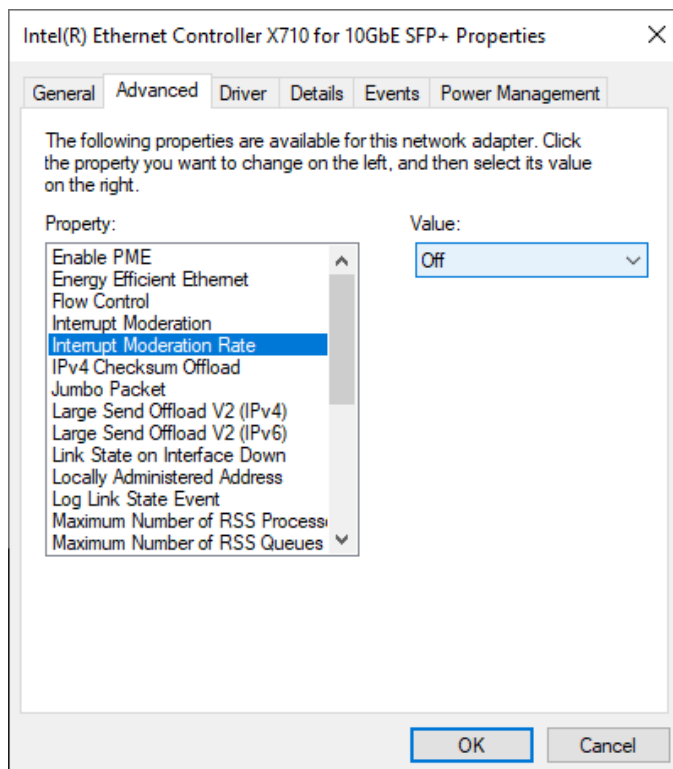 Intel(R) Ethernet Controller X710 for 10GbE SFP+ Properties
General Advanced Driver Details Events Power Management
The following properties are available for this network adapter. Click
the property you want to change on the left, and then select its value
on the right.
Property:
Value:
Enable PME
Off
Energy Efficient Ethernet
Flow Control
Interrupt Moderation
Interrupt Moderation Rate
IPv4 Checksum Offload
Jumbo Packet
Large Send Offload V2 (IPv4)
Large Send Offload V2 (IPv6)
Link State on Interface Down
Locally Administered Address
Log Link State Event
Maximum Number of RSS Process
Maximum Number of RSS Queues
OK
Cancel